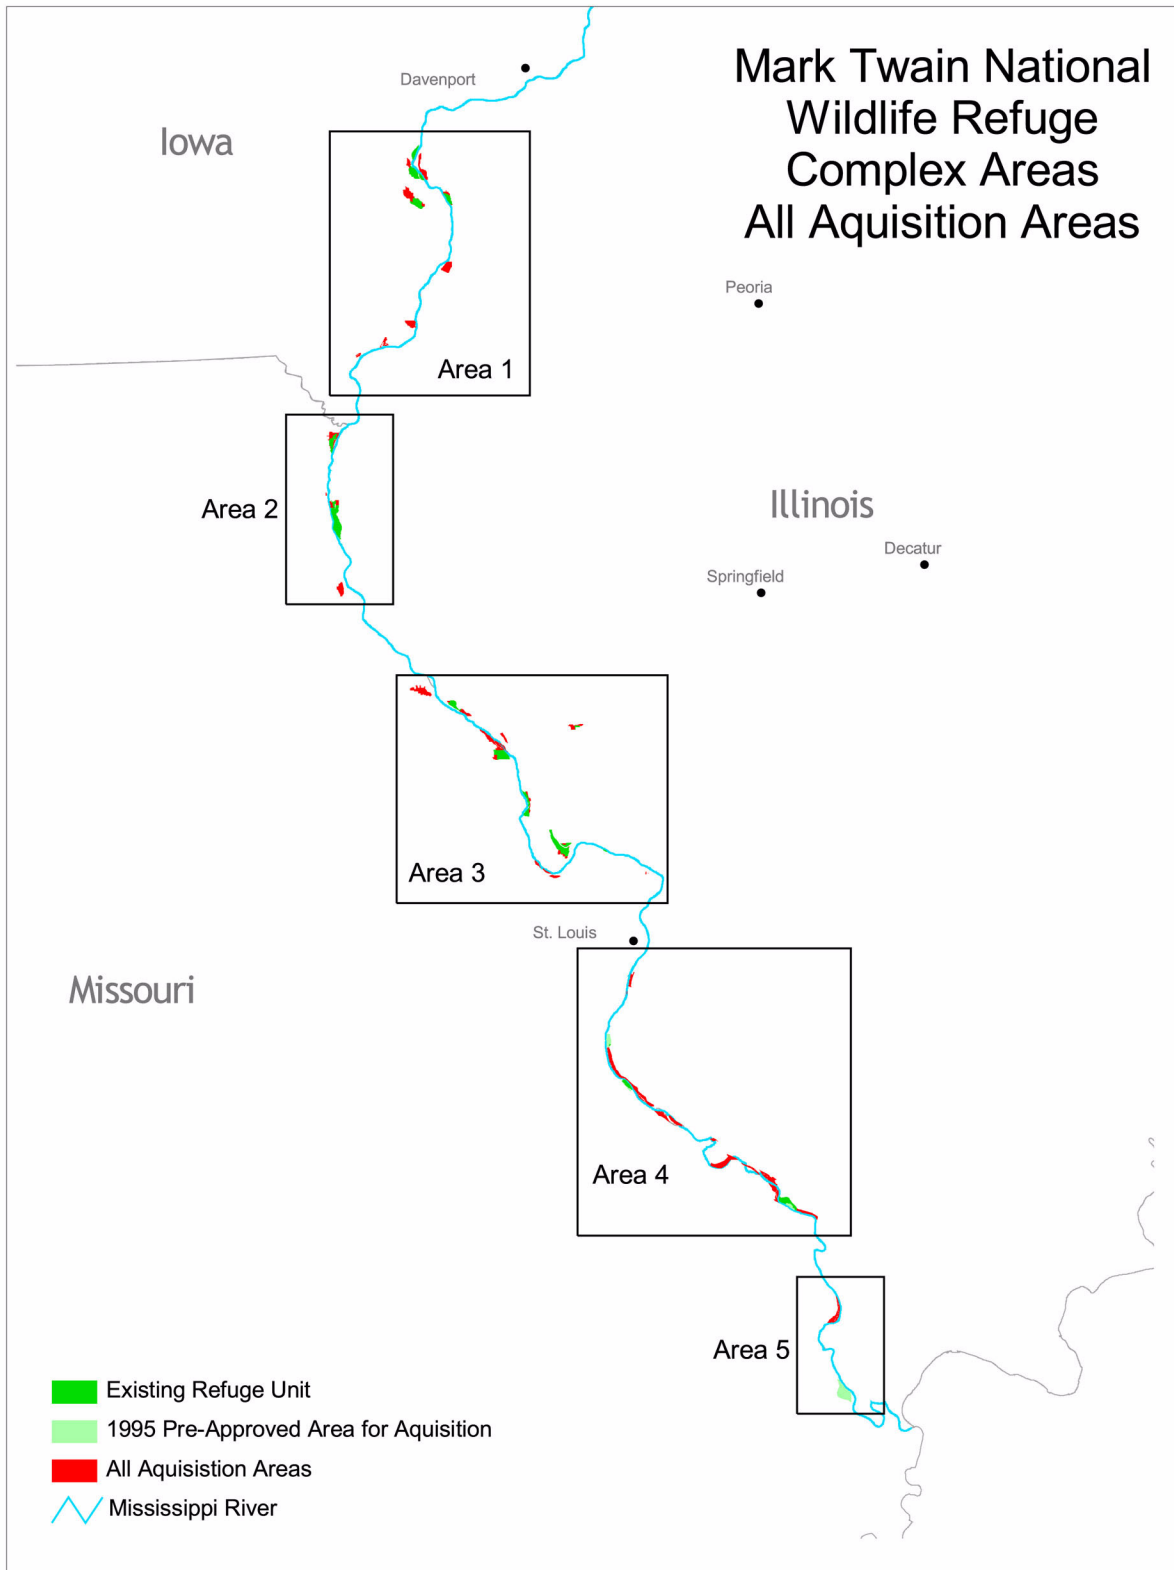 Mark Twain National
Wildlife Refuge
Complex Areas
All Aquisition Areas
Davenport
Iowa
Peoria
Area 1
Area 2
Illinois
Decatur
Springfield
Area 3
St. Louis
Missouri
Area 4
Area 5
Existing Refuge Unit
1995 Pre-Approved Area for Aquisition
All Aquisistion Areas
Mississippi River